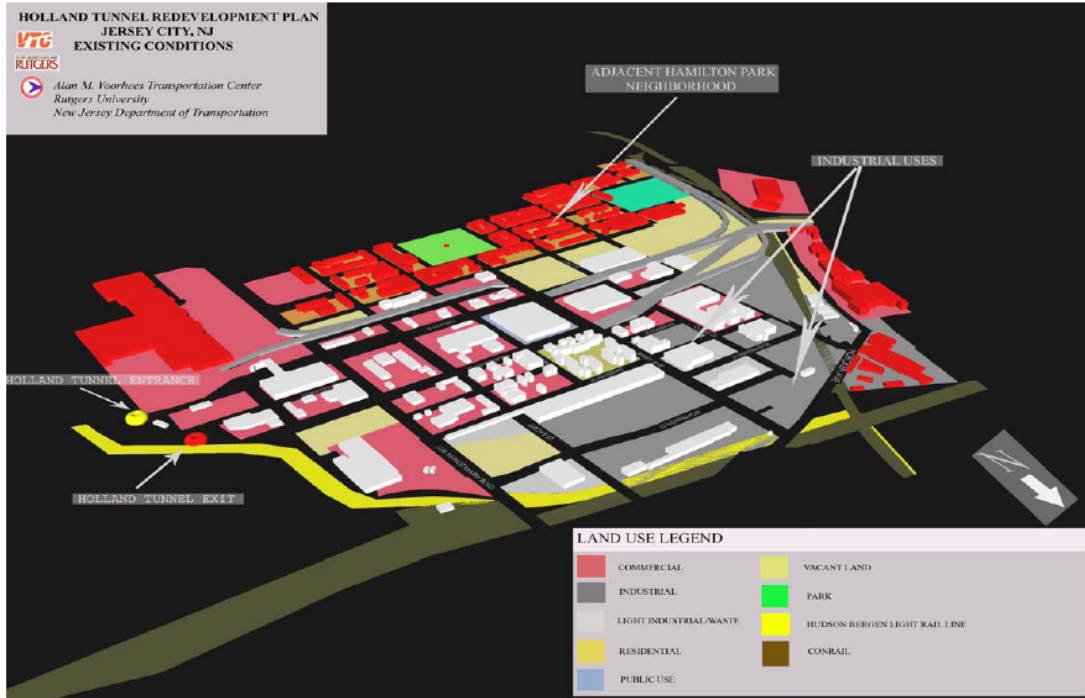 HOLLAND TUNNEL REDEVELOPMENT PLAN
JERSEY CITY, NJ
EXISTING CONDITIONS
VTC
RUTGERS
Alan M. Voorhees Transportation Center
Rutgers University
New Jersey Department of Transportation
ADJACENT HAMILTON PARK
NEIGHBORHOOD
INDUSTRIAL USES
HOLLAND TUNNEL ENTRANCE
HOLLAND TUNNEL EXIT
N
LAND USE LEGEND
COMMERCIAL
INDUSTRIAL
LIGHT INDUSTRIAL/WASTE
RESIDENTIAL
PUBLIC USE
VACANT LAND
PARK
HUDSON BERGEN LIGHT RAIL LINE
CONRAIL